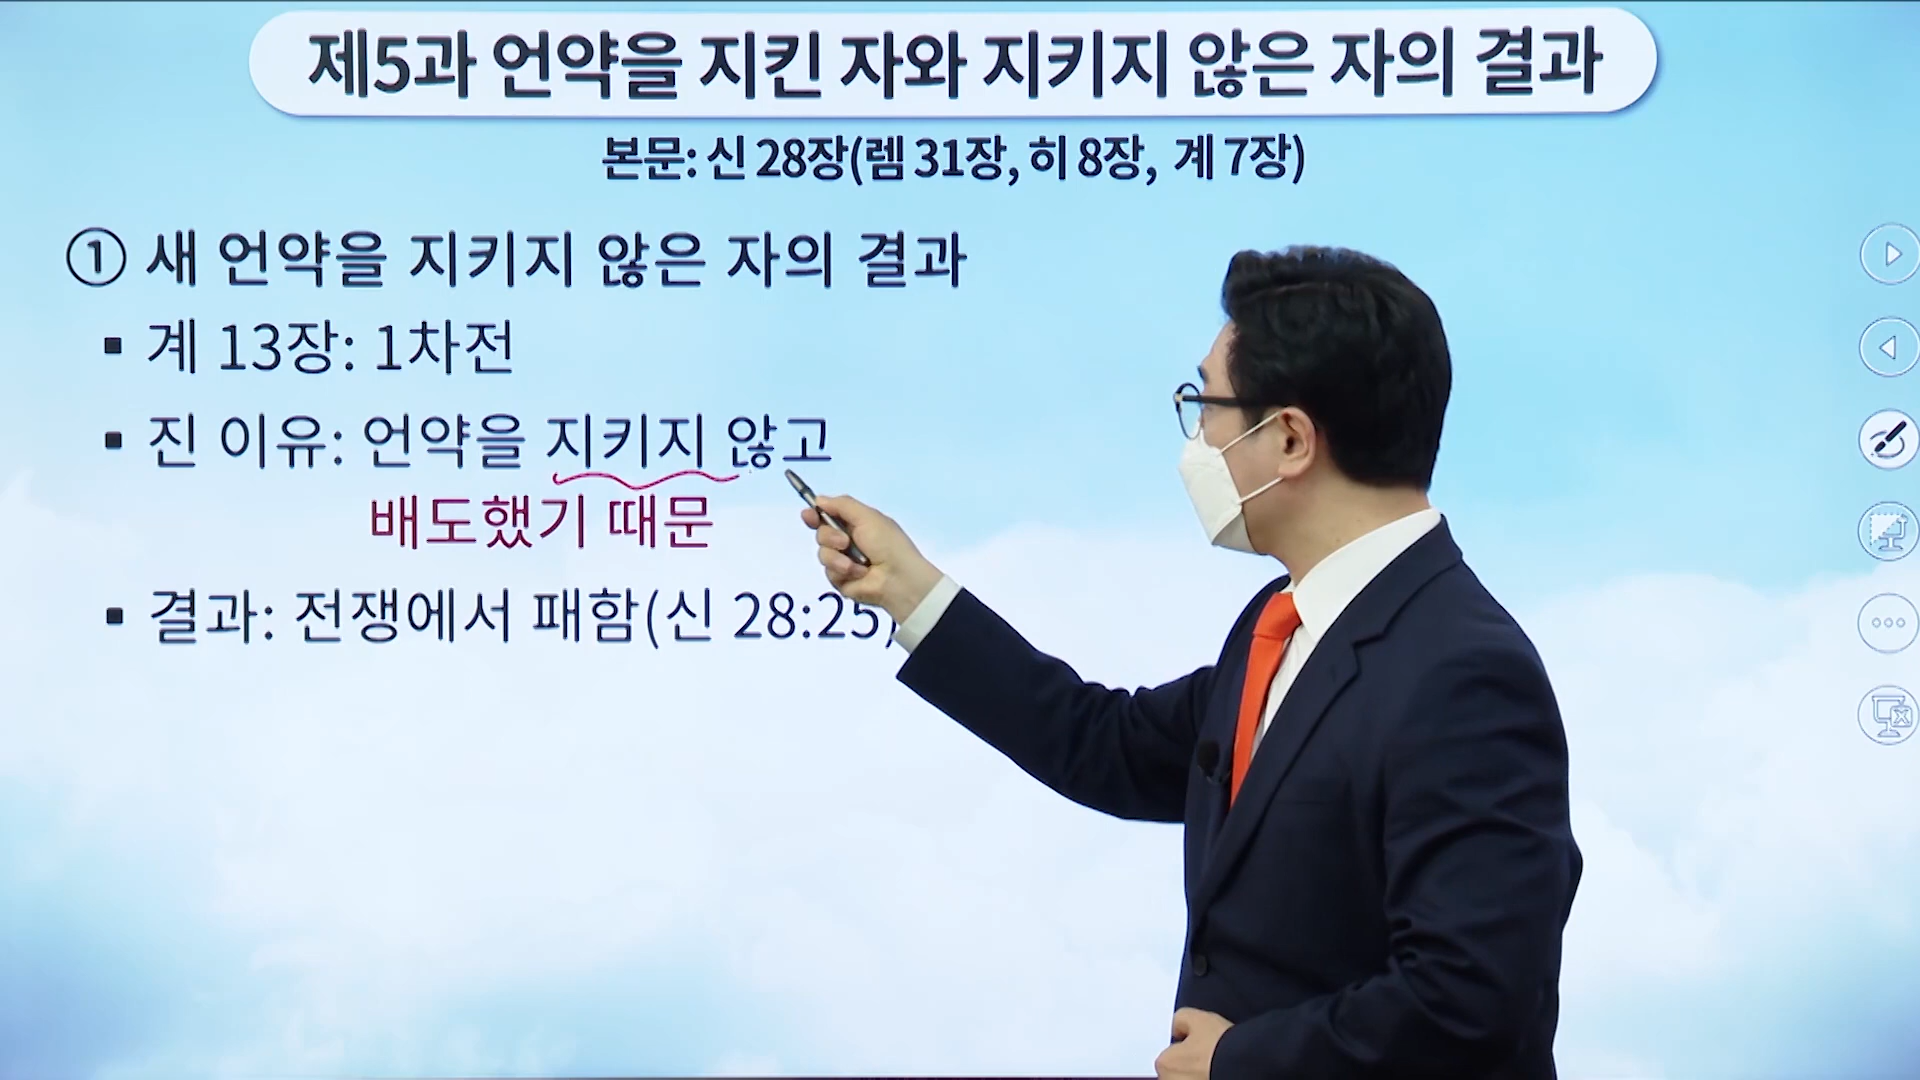 제5과 언약을 지킨 자와 지키지 않은 자의 결과
본문: 신 28장(렘 31장, 히 8장, 계 7장)
① 새 언약을 지키지 않은 자의 결과
▪ 계 13장: 1차전
▪ 진 이유: 언약을 지키지 않고
배도했기 때문
▪ 결과: 전쟁에서 패함(신 28:25)